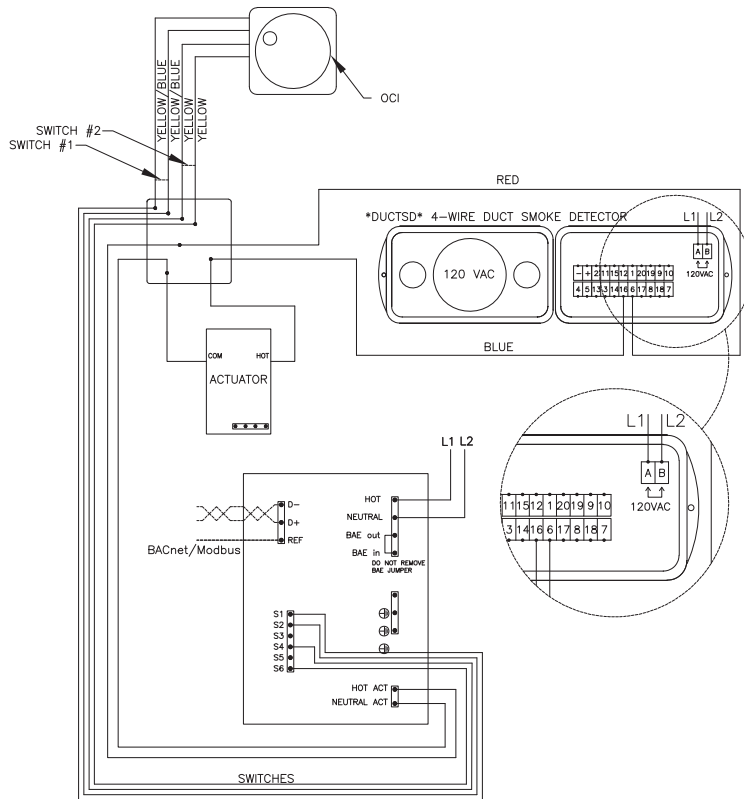 OCI
YELLOW/BLUE
YELLOW/BLUE
YELLOW
YELLOW
SWITCH #2
SWITCH #1
RED
*DUCTSD* 4-WIRE DUCT SMOKE DETECTOR
L1 L2
120 VAC
A B
120VAC
- + 2 11 15 12 1 20 19 9 10
4 5 13 3 14 16 6 17 8 18 7
BLUE
COM HOT
ACTUATOR
L1 L2
A B
120VAC
11 15 12 1 20 19 9 10
3 14 16 6 17 8 18 7
L1 L2
HOT
NEUTRAL
BAE out
BAE in
DO NOT REMOVE
BAE JUMPER
D-
D+
REF
BACnet/Modbus
S1
S2
S3
S4
S5
S6
HOT ACT
NEUTRAL ACT
SWITCHES